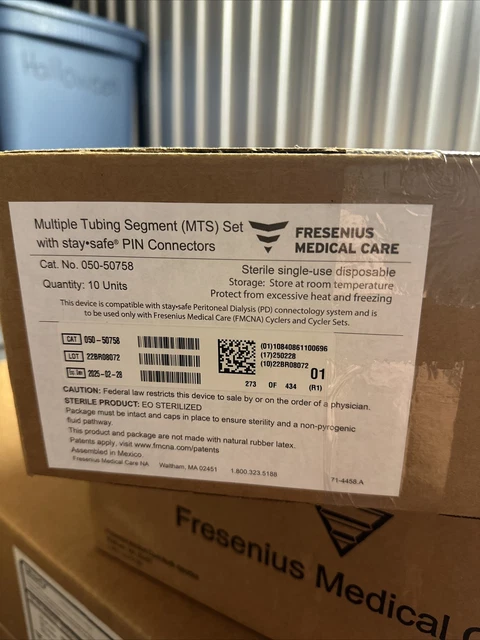 Halloween
Multiple Tubing Segment (MTS) Set
with stay•safe® PIN Connectors
FRESENIUS
MEDICAL CARE
Cat. No. 050-50758
Quantity: 10 Units
Sterile single-use disposable
Storage: Store at room temperature
Protect from excessive heat and freezing
This device is compatible with stay•safe Peritoneal Dialysis (PD) connectology system and is
to be used only with Fresenius Medical Care (FMCNA) Cyclers and Cycler Sets.
CAT 050-50758
LOT 22BR08072
2025-02-28
(01)10840861100696
(17)250228
(10)22BR08072
01
273 OF 434 (R1)
CAUTION: Federal law restricts this device to sale by or on the order of a physician.
STERILE PRODUCT: EO STERILIZED
Package must be intact and caps in place to ensure sterility and a non-pyrogenic
fluid pathway.
This product and package are not made with natural rubber latex.
Patents apply, visit www.fmcna.com/patents
Assembled in Mexico.
Fresenius Medical Care NA Waltham, MA 02451 1.800.323.5188
71-4458.A
Fresenius Medical C